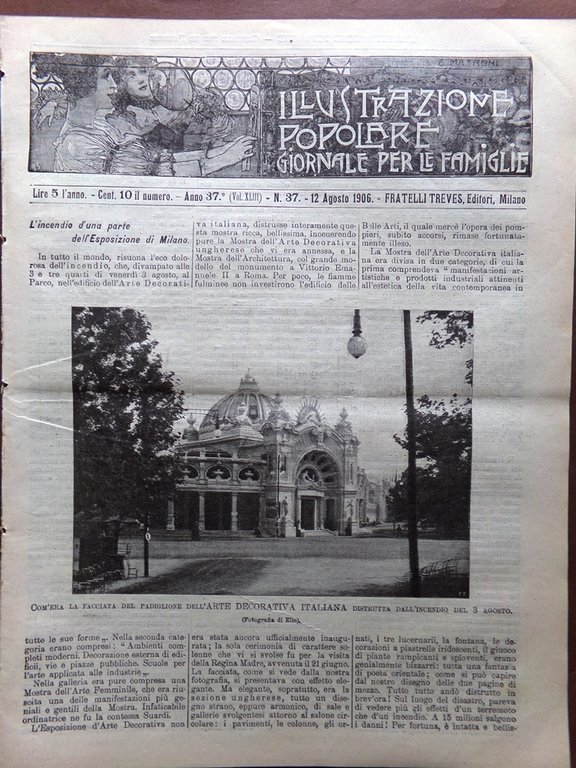 G. MATALONI
ILLUSTRAZIONE
POPOLARE
GIORNALE PER LE FAMIGLIE
Lire 5 l'anno. - Cent. 10 il numero. - Anno 37.º (Vol. XLIII) - N. 37. - 12 Agosto 1906. - FRATELLI TREVES, Editori, Milano
L'incendio d'una parte
dell'Esposizione di Milano.
In tutto il mondo, risuona l'eco dolo-
rosa dell'incendio, che, divampato alle
3 e tre quarti di venerdì 3 agosto, al
Parco, nell'edificio dell'Arte Decorati-
va italiana, distrusse interamente que-
sta mostra ricca, bellissima, incenerendo
pure la Mostra dell'Arte Decorativa
ungherese che vi era annessa, e la
Mostra dell'Architettura, col grande mo-
dello del monumento a Vittorio Ema-
nuele II a Roma. Per poco, le fiamme
fulminee non investirono l'edificio delle
Belle Arti, il quale mercè l'opera dei pom-
pieri, subito accorsi, rimase fortunata-
mente illeso.
La Mostra dell'Arte Decorativa italia-
na era divisa in due categorie, di cui la
prima comprendeva "manifestazioni ar-
tistiche e prodotti industriali attinenti
all'estetica della vita contemporanea in
COM'ERA LA FACCIATA DEL PADIGLIONE DELL'ARTE DECORATIVA ITALIANA DISTRUTTA DALL'INCENDIO DEL 3 AGOSTO.
(Fotografia di Elio).
tutte le sue forme„. Nella seconda cate-
goria erano compresi: "Ambienti com-
pleti moderni. Decorazione esterna di edi-
fici, vie e piazze pubbliche. Scuole per
l'arte applicata alle industrie„.
Nella galleria era pure compresa una
Mostra dell'Arte Femminile, che era riu-
scita una delle manifestazioni più ge-
niali e gentili della Mostra. Infaticabile
ordinatrice ne fu la contessa Suardi.
L'Esposizione d'Arte Decorativa non
era stata ancora ufficialmente inaugu-
rata; la sola cerimonia di carattere so-
lenne che vi si svolse fu per la visita
della Regina Madre, avvenuta il 21 giugno.
La facciata, come si vede dalla nostra
fotografia, si presentava con effetto ele-
gante. Ma elegante, soprattutto, era la
sezione ungherese, tutto un dise-
gno strano, eppure armonico, di sale e
gallerie svolgentesi attorno al salone cir-
colare: i pavimenti, le colonne, gli or-
nati, i tre lucernarii, la fontana, le de-
corazioni a piastrelle iridescenti, il giuoco
di piante rampicanti e spioventi, erano
genialmente bizzarri: tutta una fantasia
di poeta orientale; come si può capire
dal nostro disegno delle due pagine di
mezzo. Tutto tutto andò distrutto in
brev'ora! Sul luogo del disastro, pareva
di vedere più gli effetti d'un terremoto
che d'un incendio. A 15 milioni salgono
i danni! Per fortuna, è intatta e bellis-